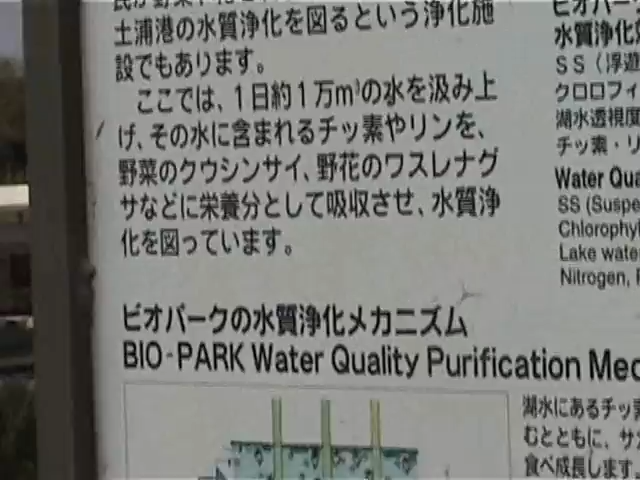 土浦港の水質浄化を図るという浄化施
設でもあります。
ここでは、1日約1万m³の水を汲み上
げ、その水に含まれるチッ素やリンを、
野菜のクウシンサイ、野花のワスレナグ
サなどに栄養分として吸収させ、水質浄
化を図っています。
ビオパークの水質浄化メカニズム
BIO-PARK Water Quality Purification Mec
ビオパーク
水質浄化
SS（浮遊
クロロフィ
湖水透視度
チッ素・リ
Water Qua
SS (Suspe
Chlorophyl
Lake wate
Nitrogen,
湖水にあるチッ素
むとともに、サカ
食べ成長します。